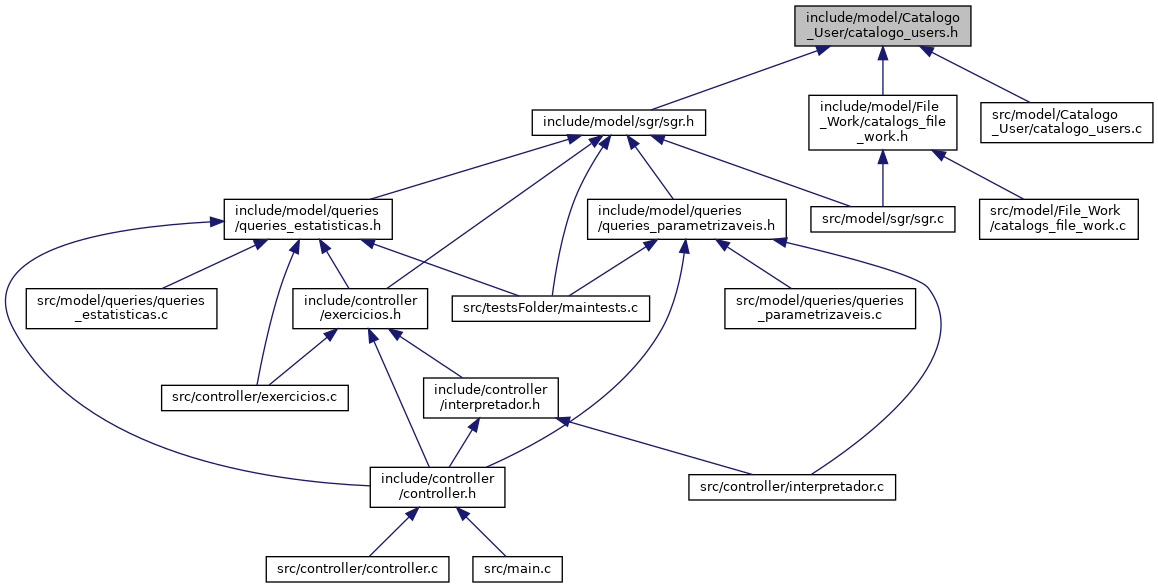 include/model/Catalogo
_User/catalogo_users.h
include/model/sgr/sgr.h
include/model/File
_Work/catalogs_file
_work.h
src/model/Catalogo
_User/catalogo_users.c
include/model/queries
/queries_estatisticas.h
include/model/queries
/queries_parametrizaveis.h
src/model/sgr/sgr.c
src/model/File_Work
/catalogs_file_work.c
src/model/queries/queries
_estatisticas.c
include/controller
/exercicios.h
src/testsFolder/maintests.c
src/model/queries/queries
_parametrizaveis.c
src/controller/exercicios.c
include/controller
/interpretador.h
include/controller
/controller.h
src/controller/interpretador.c
src/controller/controller.c
src/main.c